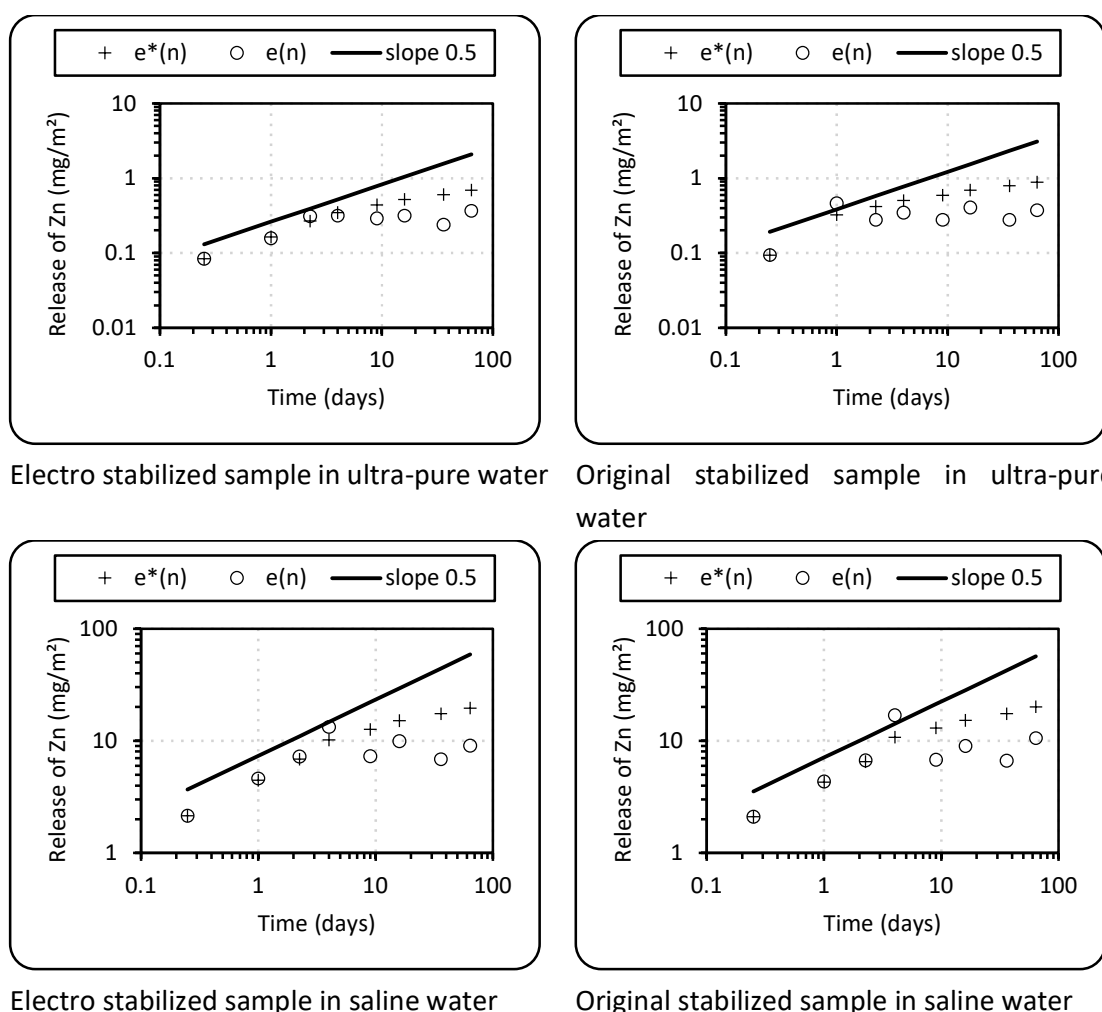 + e*(n) ○ e(n) slope 0.5
Release of Zn (mg/m²)
10
1
0.1
0.01
0.1 1 10 100
Time (days)
+ e*(n) ○ e(n) slope 0.5
Release of Zn (mg/m²)
10
1
0.1
0.01
0.1 1 10 100
Time (days)
Electro stabilized sample in ultra-pure water
Original stabilized sample in ultra-pure
water
+ e*(n) ○ e(n) slope 0.5
Release of Zn (mg/m²)
100
10
1
0.1 1 10 100
Time (days)
+ e*(n) ○ e(n) slope 0.5
Release of Zn (mg/m²)
100
10
1
0.1 1 10 100
Time (days)
Electro stabilized sample in saline water
Original stabilized sample in saline water